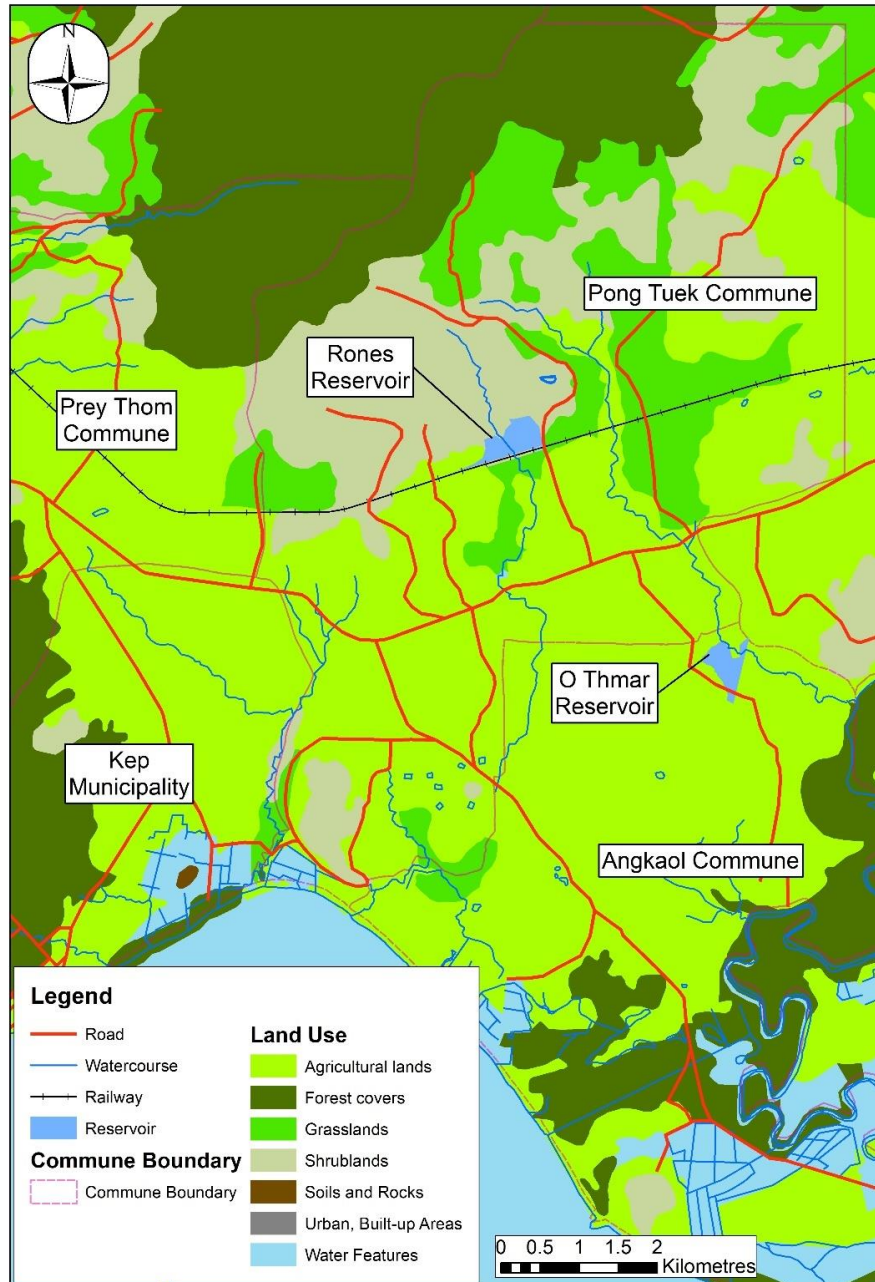 N
Pong Tuek Commune
Rones
Reservoir
Prey Thom
Commune
O Thmar
Reservoir
Kep
Municipality
Angkaol Commune
Legend
Road
Watercourse
Railway
Reservoir
Commune Boundary
Commune Boundary
Land Use
Agricultural lands
Forest covers
Grasslands
Shrublands
Soils and Rocks
Urban, Built-up Areas
Water Features
0 0.5 1 2
Kilometres